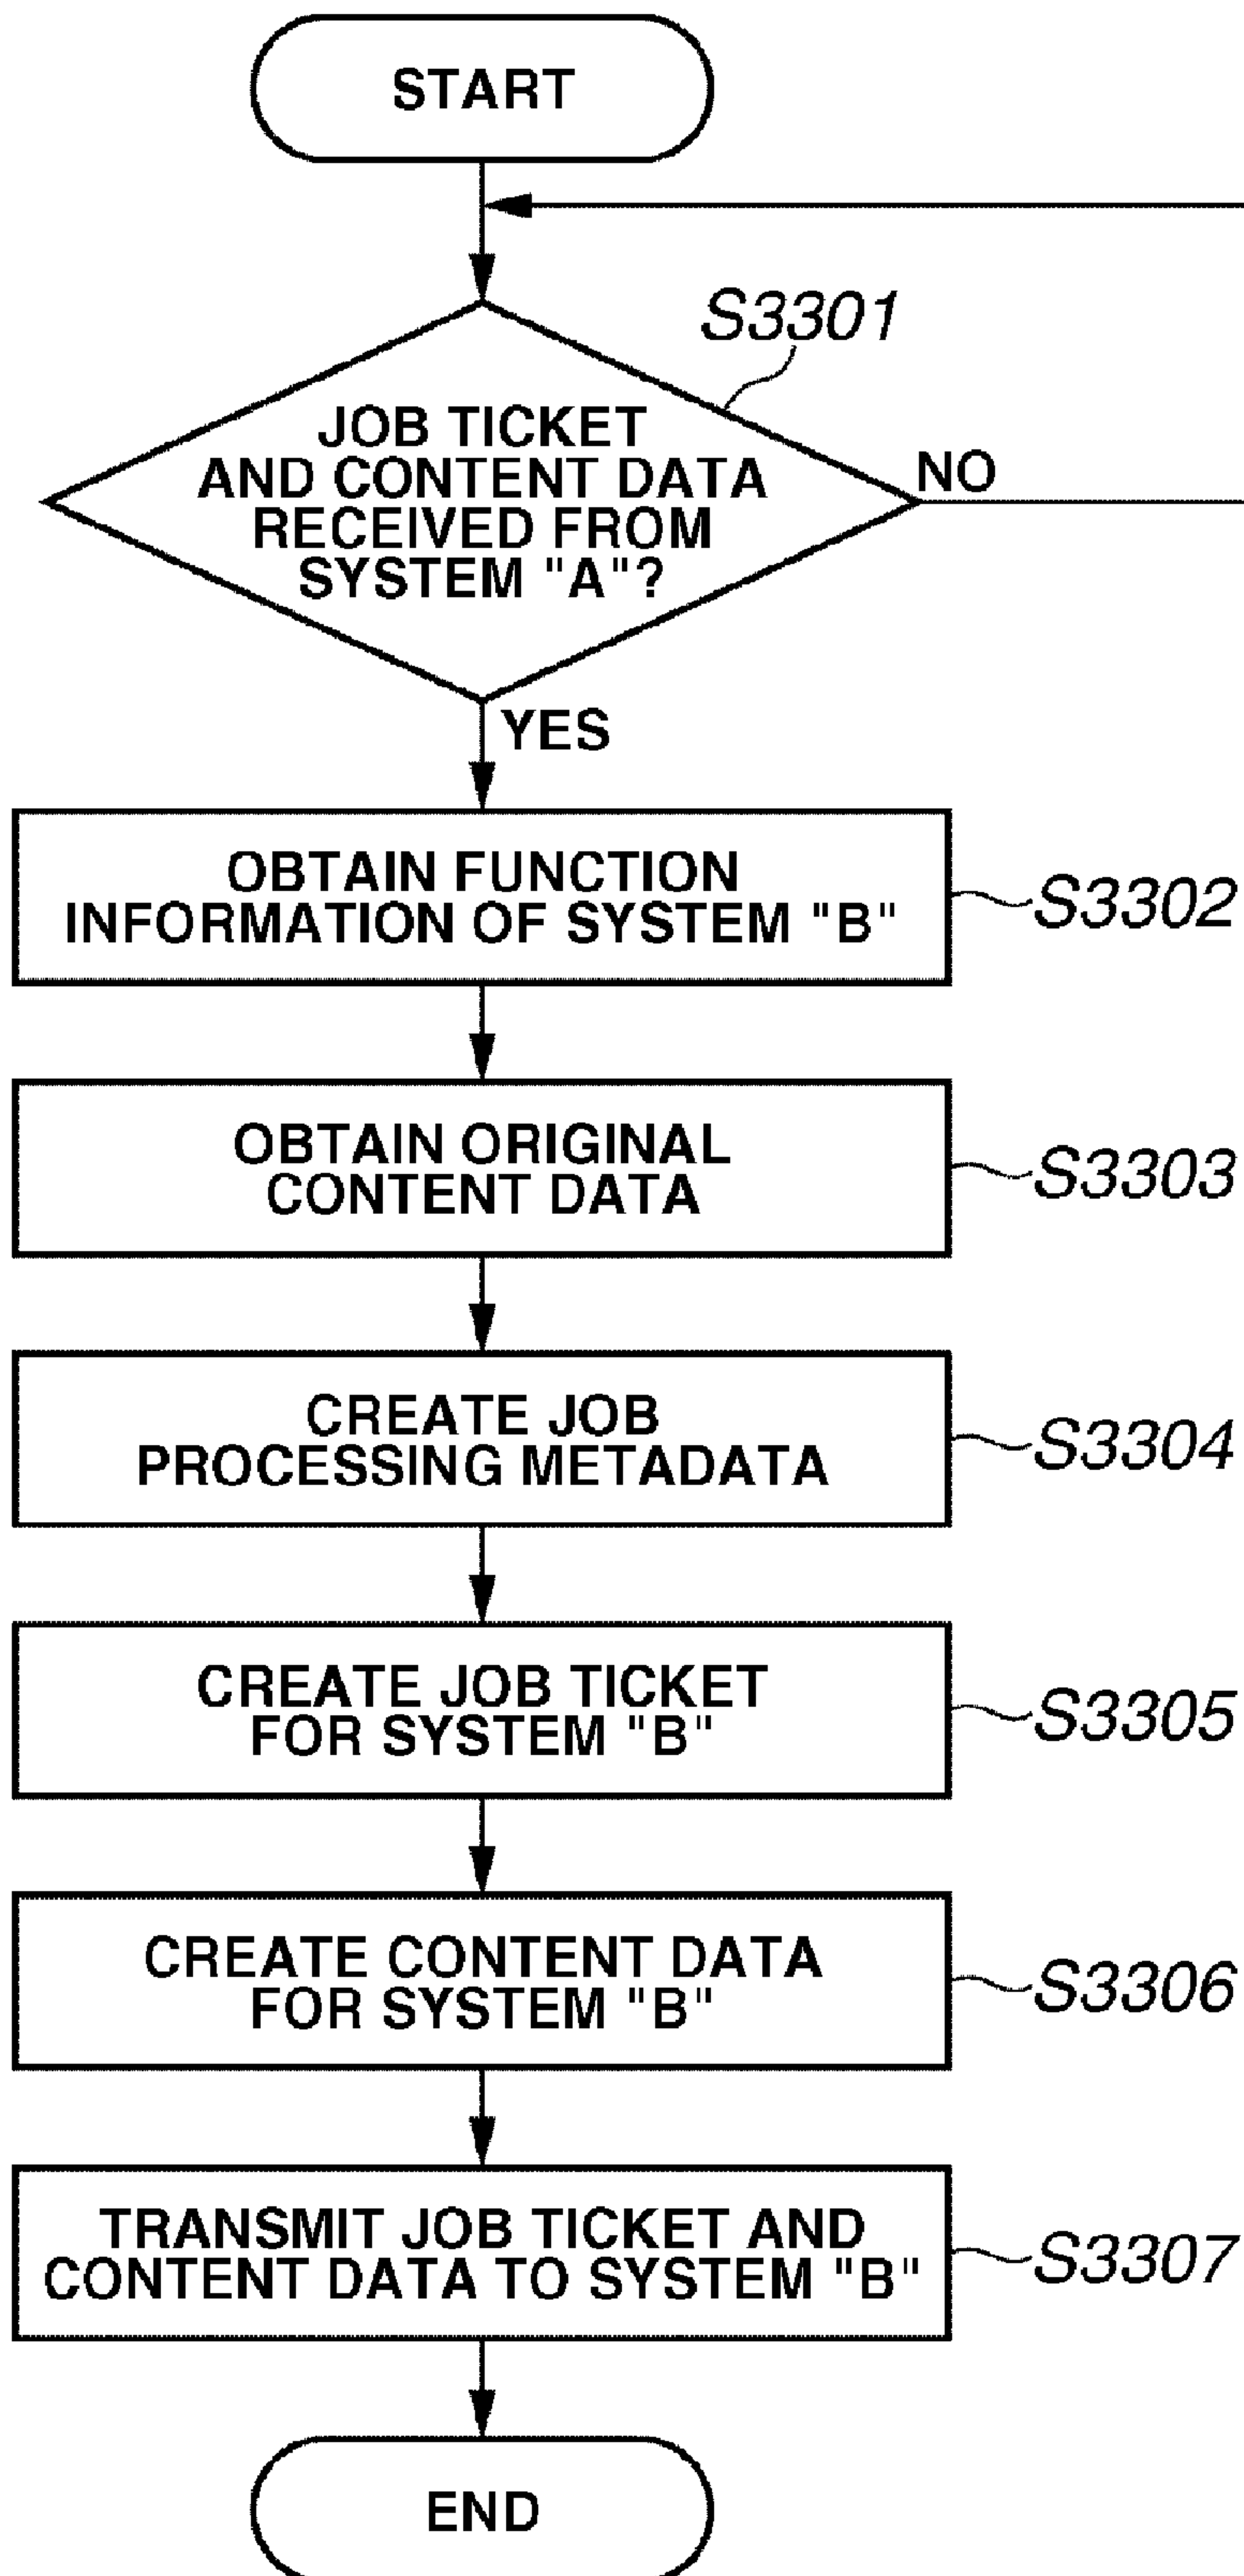 START
S3301
JOB TICKET
AND CONTENT DATA
RECEIVED FROM
SYSTEM "A"?
NO
YES
OBTAIN FUNCTION
INFORMATION OF SYSTEM "B"
S3302
OBTAIN ORIGINAL
CONTENT DATA
S3303
CREATE JOB
PROCESSING METADATA
S3304
CREATE JOB TICKET
FOR SYSTEM "B"
S3305
CREATE CONTENT DATA
FOR SYSTEM "B"
S3306
TRANSMIT JOB TICKET AND
CONTENT DATA TO SYSTEM "B"
S3307
END